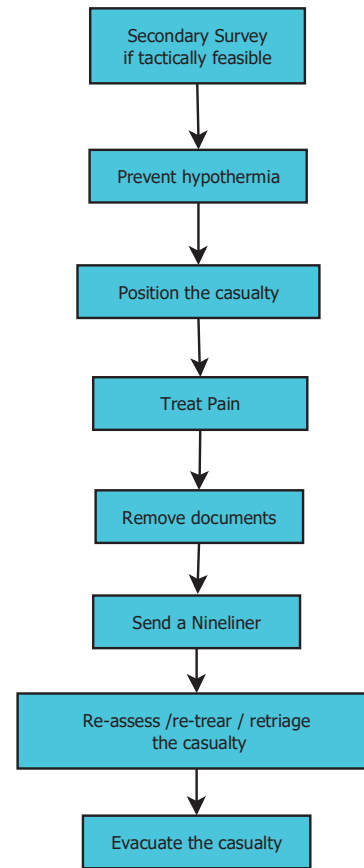 Secondary Survey
if tactically feasible
Prevent hypothermia
Position the casualty
Treat Pain
Remove documents
Send a Nineliner
Re-assess /re-trear / retriage
the casualty
Evacuate the casualty